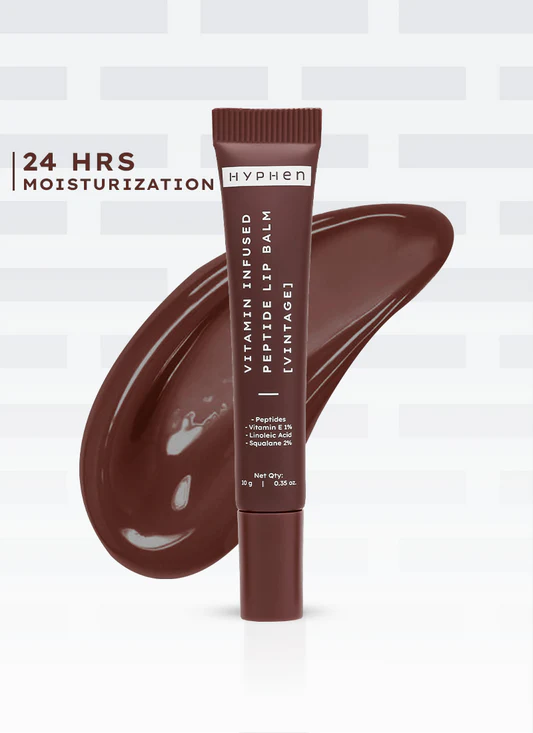 24 HRS
MOISTURIZATION
HYPHEN
VITAMIN INFUSED
PEPTIDE LIP BALM
[VINTAGE]
- Peptides
- Vitamin E 1%
- Linoleic Acid
- Squalane 2%
Net Qty:
10 g | 0.35 oz.